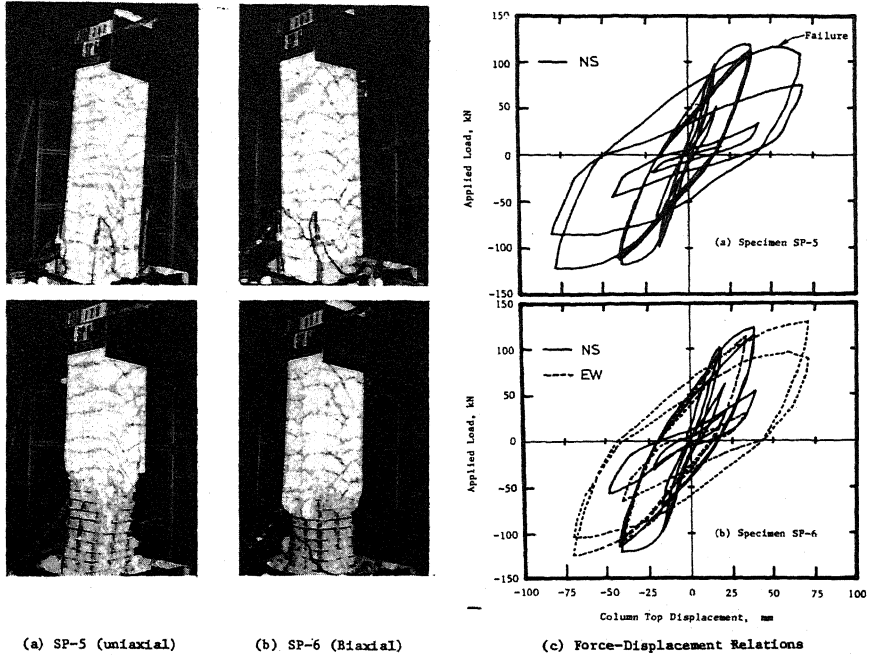 150
100
50
0
-50
-100
-150
Applied Load, kN
NS
Failure
(a) Specimen SP-5
100
50
0
-50
-100
-150
Applied Load, kN
NS
EW
(b) Specimen SP-6
-100
-75
-50
-25
0
25
50
75
100
Column Top Displacement, mm
(a) SP-5 (uniaxial)
(b) SP-6 (Biaxial)
(c) Force-Displacement Relations